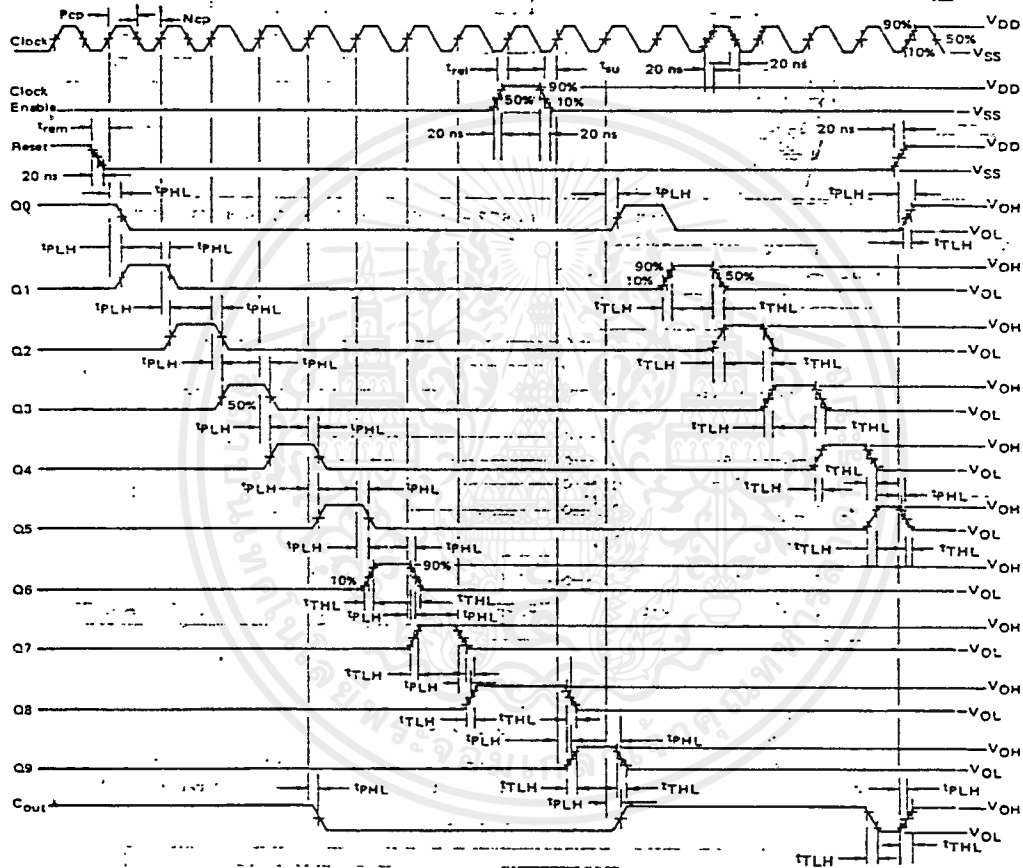 Pcp Ncp
Clock 90% VDD
50%
10% VSS
trel tsu 20 ns 20 ns
Clock
Enable 90% VDD
50% 10% VSS
trem 20 ns 20 ns 20 ns
Reset VDD
20 ns VSS
tPHL tPLH tPLH
Q0 VOH
VOL
tPLH tPHL tTLH
90% VOH
10% 50%
Q1 VOL
tPLH tPHL tTLH tTHL
VOH
Q2 VOL
tPLH tPHL tTLH tTHL
VOH
50%
Q3 VOL
tPLH tPHL tTLH tTHL
VOH
Q4 tTHL VOL
tPLH tPHL tTLH tPHL
VOH
Q5 VOL
tPLH tPHL tTLH tTHL
90% VOH
10%
Q6 VOL
tTHL tTHL
tPLH tPHL
VOH
Q7 VOL
tTLH
tPLH VOH
Q8 VOL
tTLH tTHL
tPLH tPHL
VOH
Q9 VOL
tTLH tTHL
tPHL tPLH tPLH
Cout VOH
VOL
tTLH tTHL